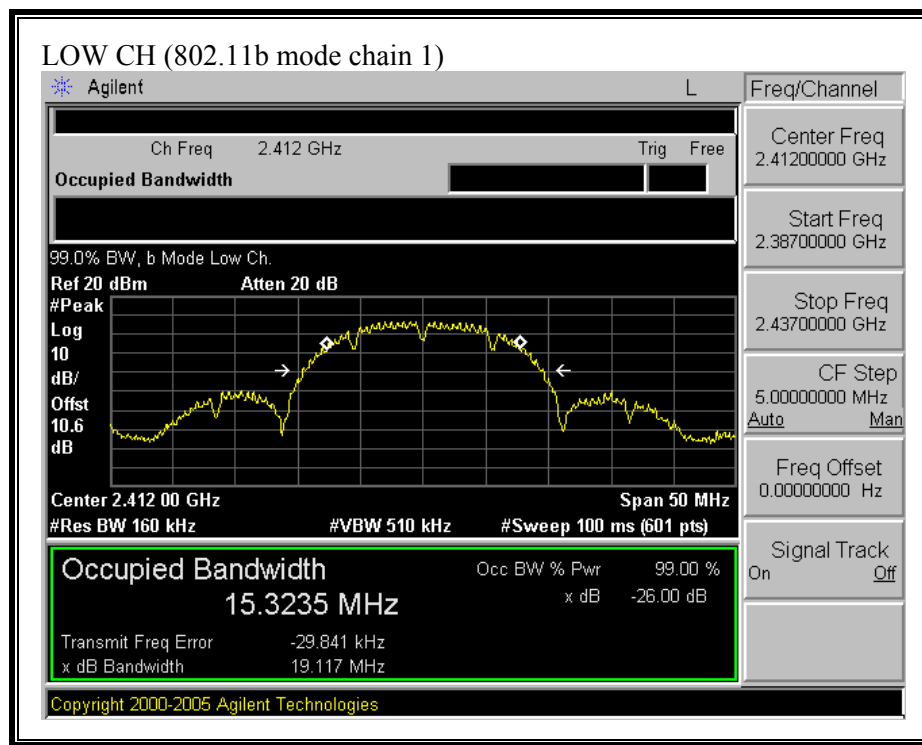 LOW CH (802.11b mode chain 1)
Agilent L
Freq/Channel
Ch Freq 2.412 GHz Trig Free
Occupied Bandwidth
Center Freq
2.41200000 GHz
Start Freq
2.38700000 GHz
Stop Freq
2.43700000 GHz
CF Step
5.00000000 MHz
Auto Man
Freq Offset
0.00000000 Hz
Signal Track
On Off
99.0% BW, b Mode Low Ch.
Ref 20 dBm Atten 20 dB
#Peak
Log
10
dB/
Offst
10.6
dB
Center 2.412 00 GHz Span 50 MHz
#Res BW 160 kHz #VBW 510 kHz #Sweep 100 ms (601 pts)
Occupied Bandwidth
15.3235 MHz
Occ BW % Pwr 99.00 %
x dB -26.00 dB
Transmit Freq Error -29.841 kHz
x dB Bandwidth 19.117 MHz
Copyright 2000-2005 Agilent Technologies